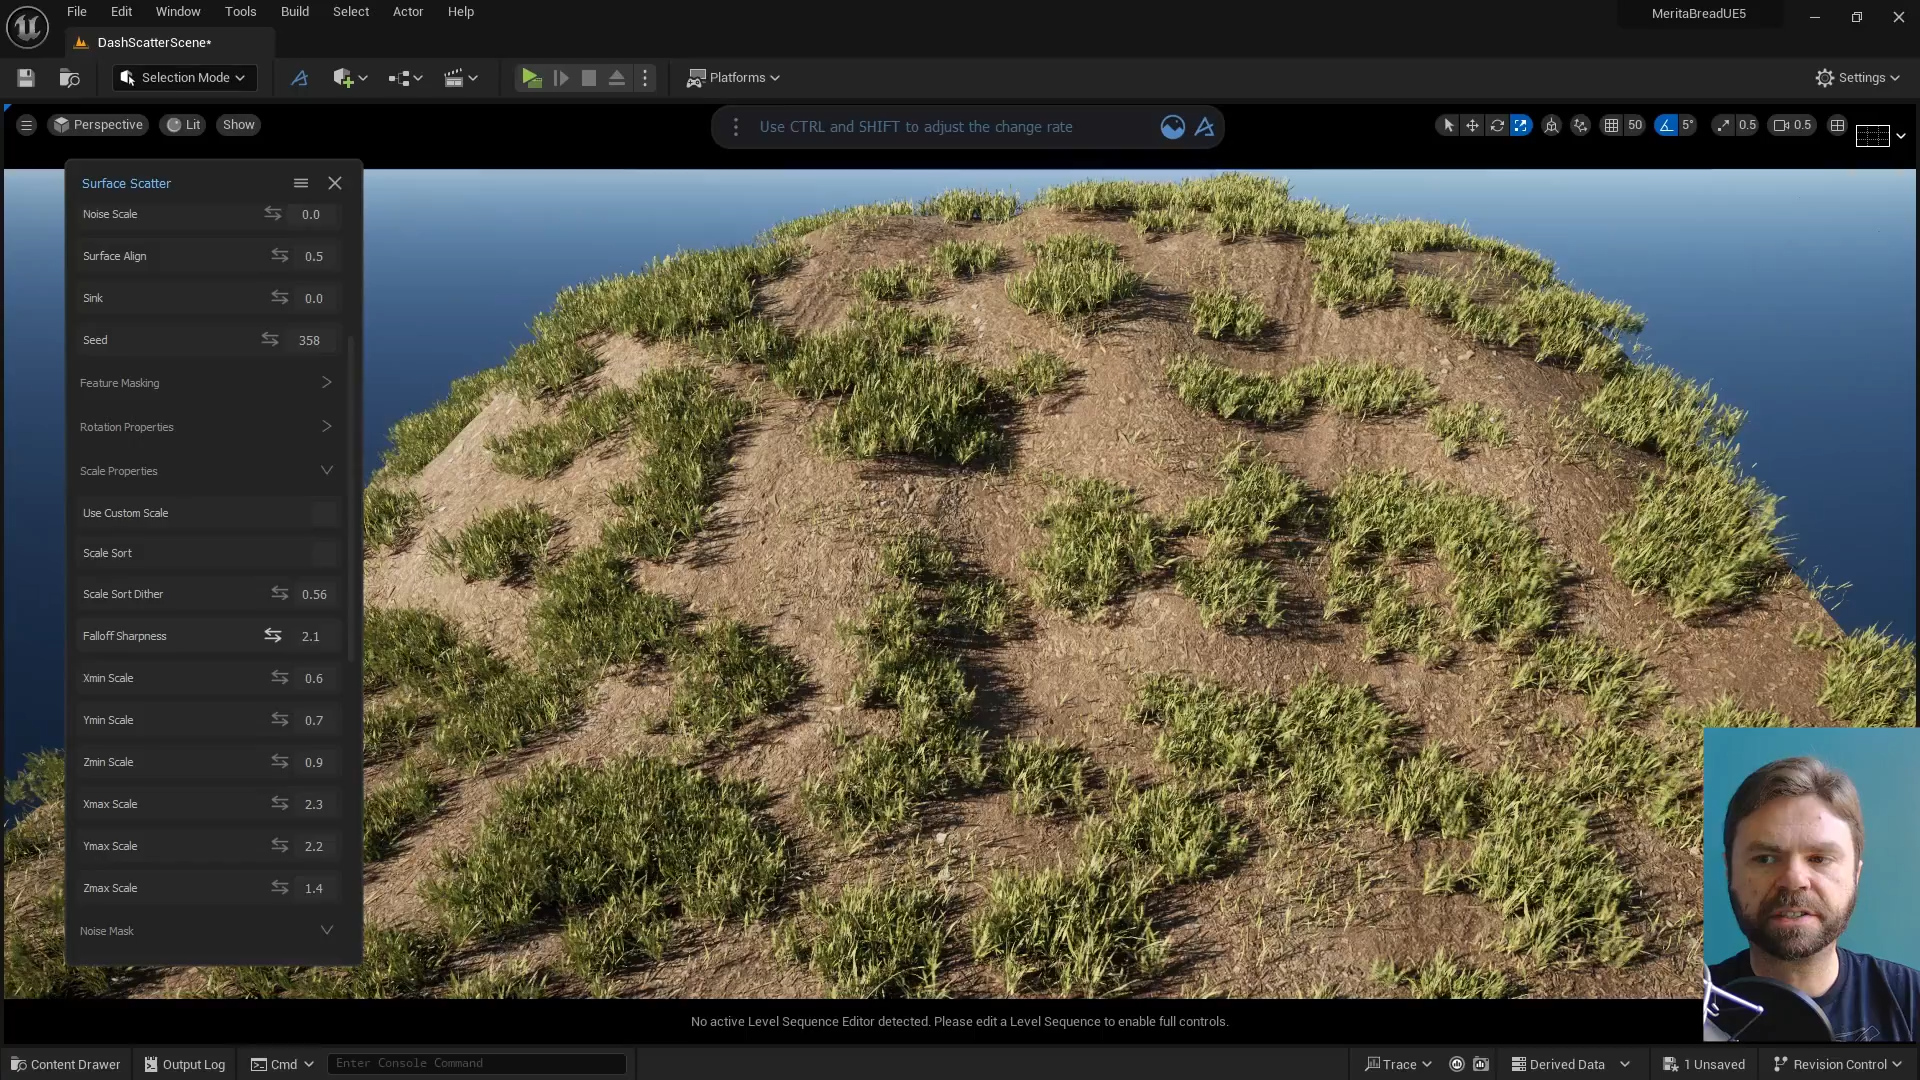 File Edit Window Tools Build Select Actor Help
MeritaBreadUE5
DashScatterScene*
Selection Mode
Platforms
Settings
Perspective
Lit
Show
Use CTRL and SHIFT to adjust the change rate
50
5°
0.5
0.5
Surface Scatter
Noise Scale 0.0
Surface Align 0.5
Sink 0.0
Seed 358
Feature Masking
Rotation Properties
Scale Properties
Use Custom Scale
Scale Sort
Scale Sort Dither 0.56
Falloff Sharpness 2.1
Xmin Scale 0.6
Ymin Scale 0.7
Zmin Scale 0.9
Xmax Scale 2.3
Ymax Scale 2.2
Zmax Scale 1.4
Noise Mask
No active Level Sequence Editor detected. Please edit a Level Sequence to enable full controls.
Content Drawer
Output Log
Cmd
Enter Console Command
Trace
Derived Data
1 Unsaved
Revision Control